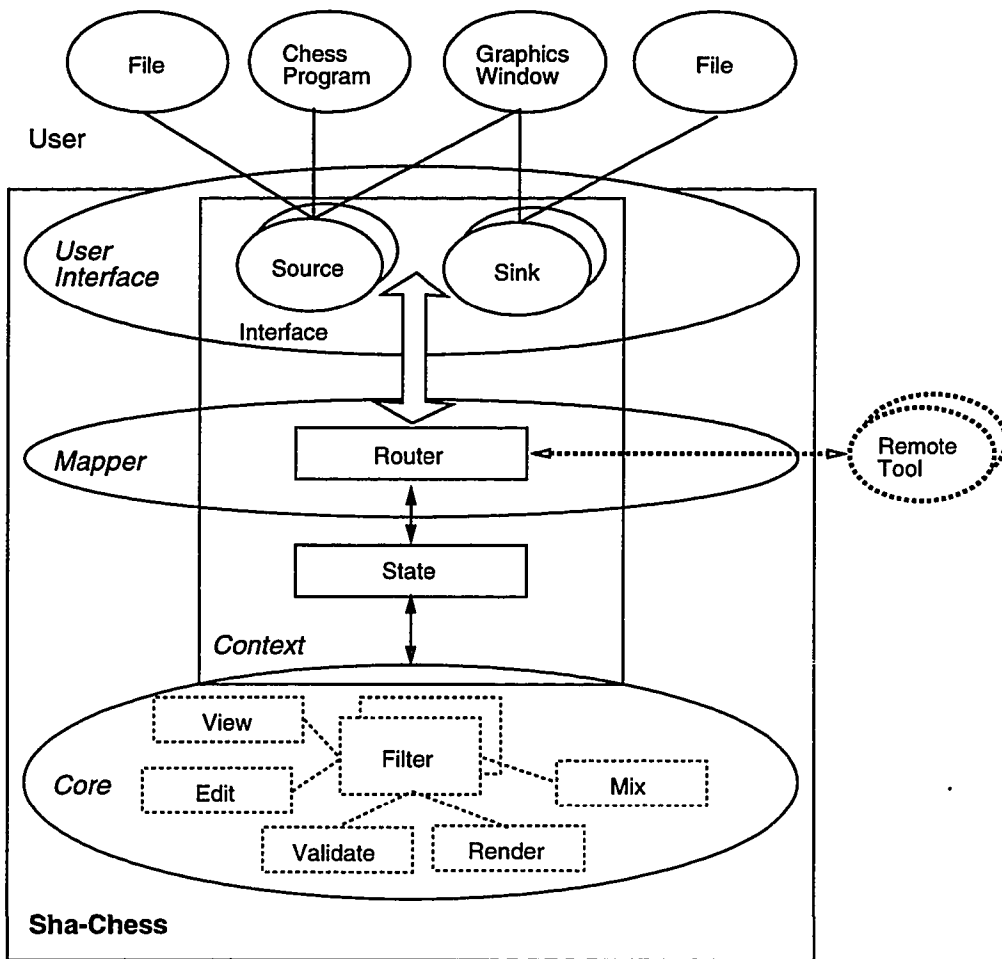 File
Chess
Program
Graphics
Window
File
User
User
Interface
Source
Sink
Interface
Mapper
Router
Remote
Tool
State
Context
View
Filter
Core
Edit
Mix
Validate
Render
Sha-Chess